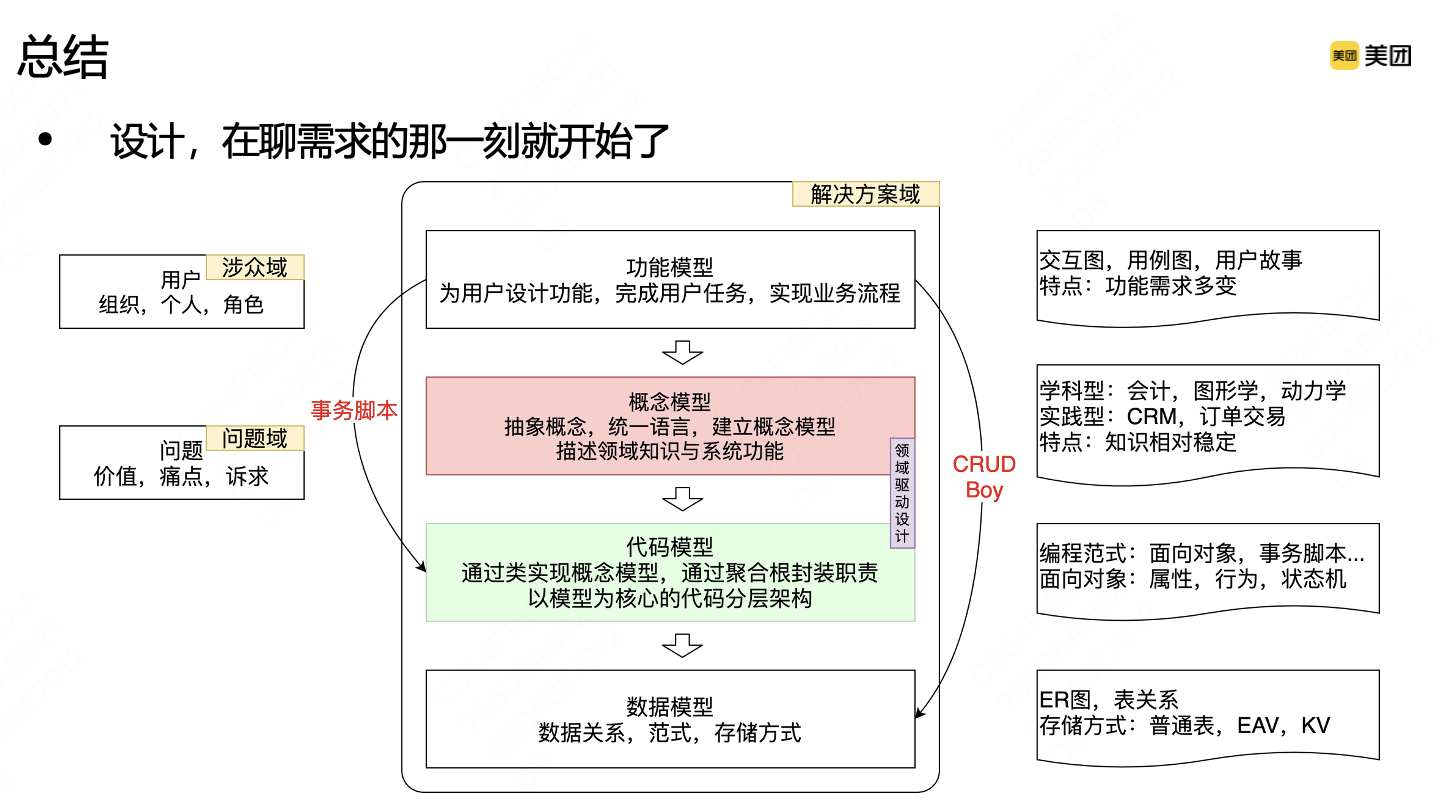 总结
美团 美团
• 设计，在聊需求的那一刻就开始了
涉众域
用户
组织，个人，角色
问题域
问题
价值，痛点，诉求
解决方案域
功能模型
为用户设计功能，完成用户任务，实现业务流程
事务脚本
概念模型
抽象概念，统一语言，建立概念模型
描述领域知识与系统功能
领域驱动设计
CRUD
Boy
代码模型
通过类实现概念模型，通过聚合根封装职责
以模型为核心的代码分层架构
数据模型
数据关系，范式，存储方式
交互图，用例图，用户故事
特点：功能需求多变
学科型：会计，图形学，动力学
实践型：CRM，订单交易
特点：知识相对稳定
编程范式：面向对象，事务脚本...
面向对象：属性，行为，状态机
ER图，表关系
存储方式：普通表，EAV，KV